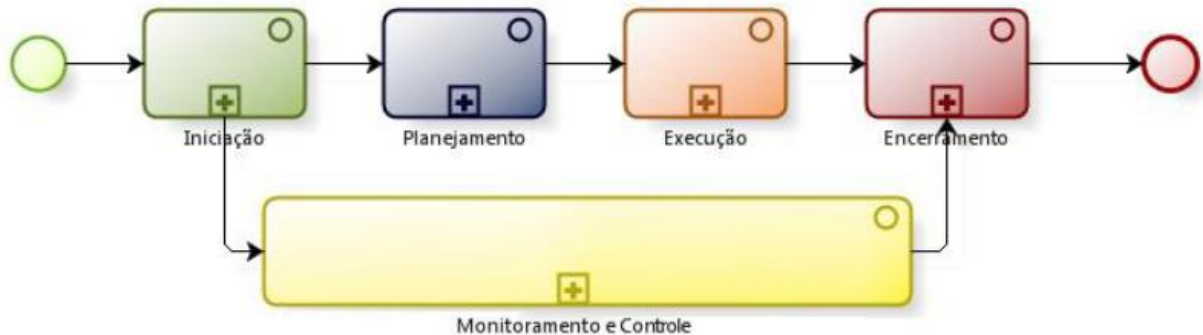 Iniciação
Planejamento
Execução
Encerramento
Monitoramento e Controle